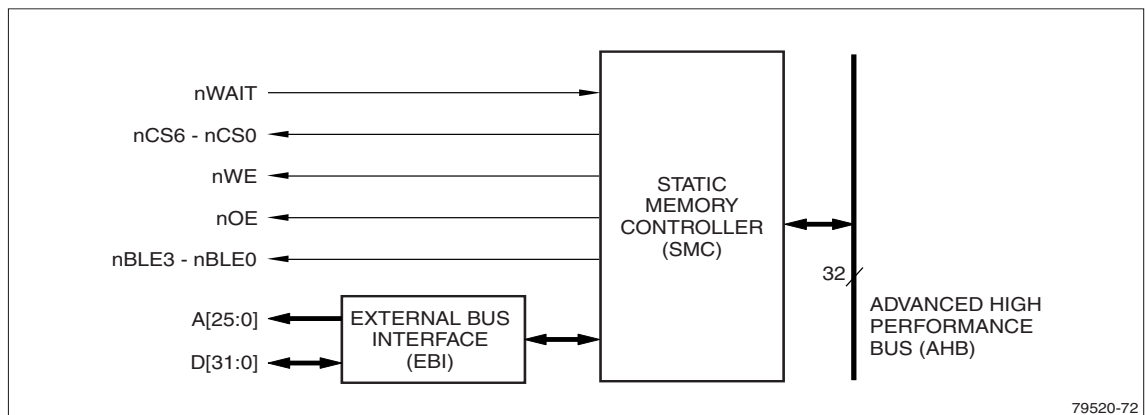 nWAIT
nCS6 - nCS0
nWE
nOE
nBLE3 - nBLE0
A[25:0]
D[31:0]
EXTERNAL BUS
INTERFACE
(EBI)
STATIC
MEMORY
CONTROLLER
(SMC)
32
ADVANCED HIGH
PERFORMANCE
BUS (AHB)
79520-72